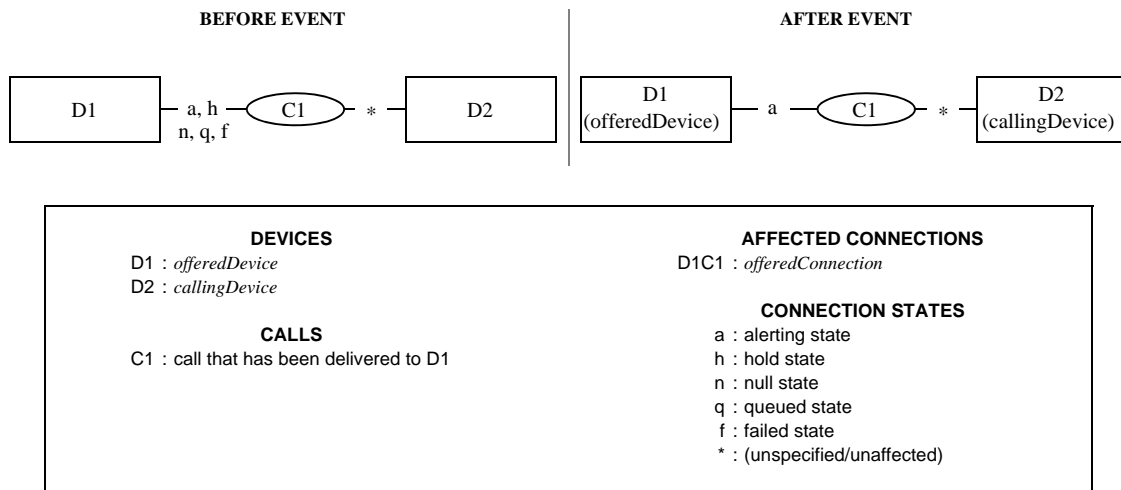 BEFORE EVENT
AFTER EVENT
D1
a, h
n, q, f
C1
*
D2
D1
(offeredDevice)
a
C1
*
D2
(callingDevice)
DEVICES
D1 : offeredDevice
D2 : callingDevice
CALLS
C1 : call that has been delivered to D1
AFFECTED CONNECTIONS
D1C1 : offeredConnection
CONNECTION STATES
a : alerting state
h : hold state
n : null state
q : queued state
f : failed state
* : (unspecified/unaffected)